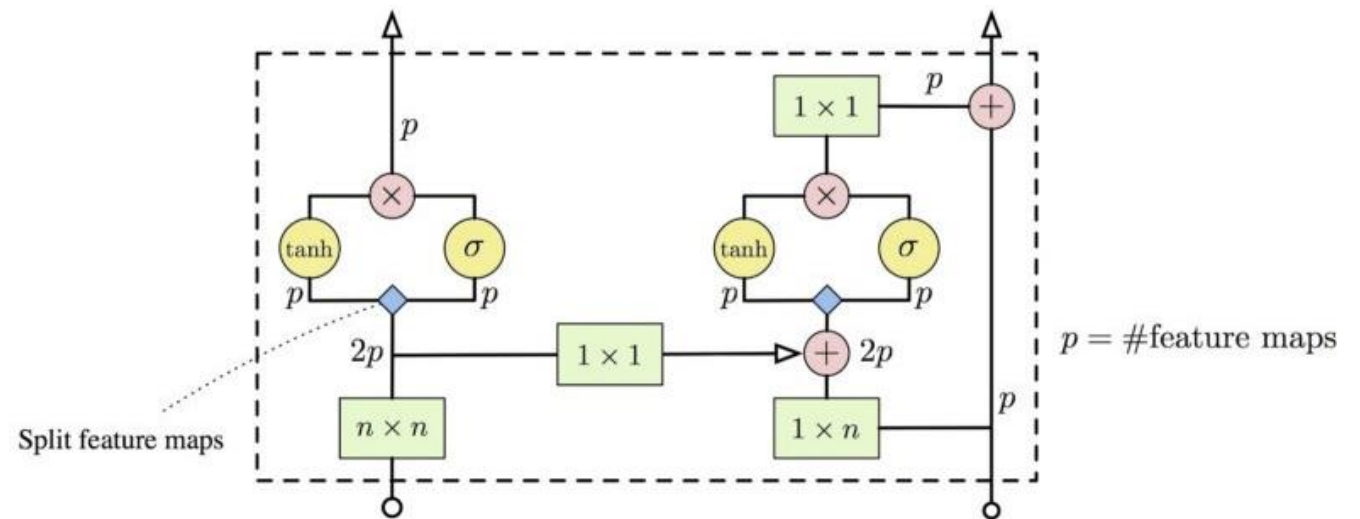 p
1 × 1
+
p
×
×
tanh
σ
tanh
σ
p
p
p
p
2p
1 × 1
+
2p
p = #feature maps
p
Split feature maps
n × n
1 × n